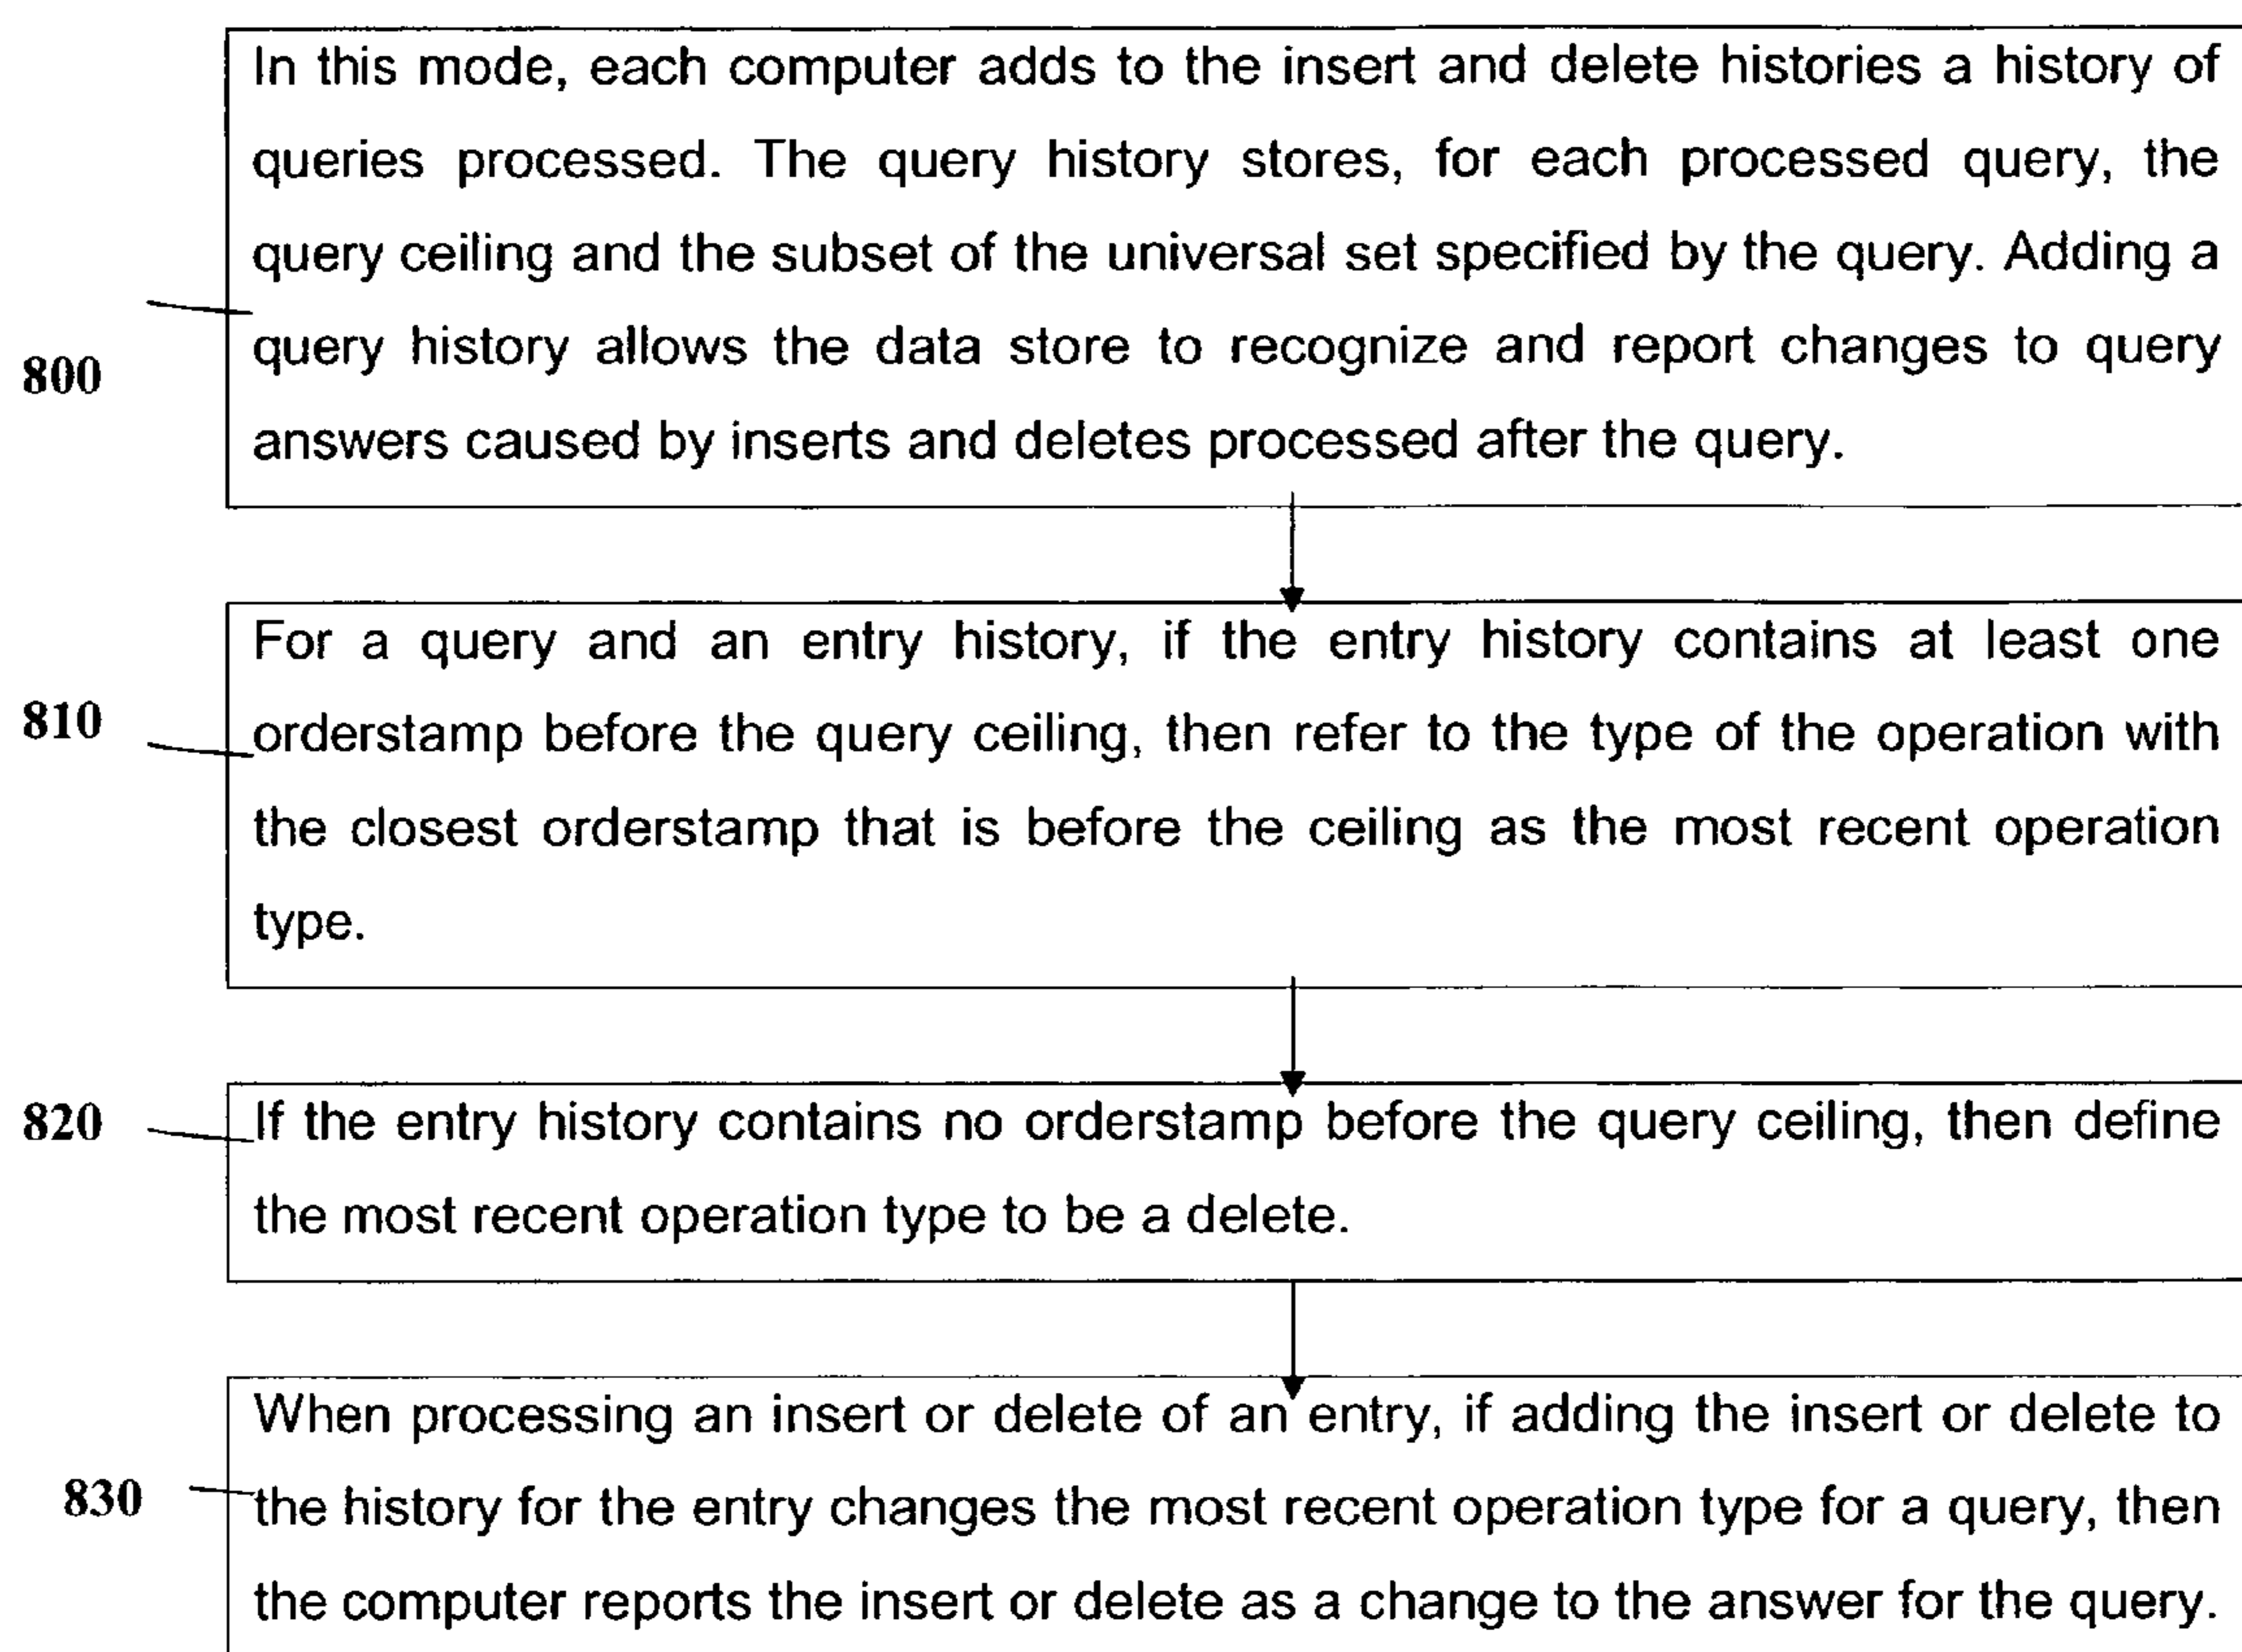 In this mode, each computer adds to the insert and delete histories a history of
queries processed. The query history stores, for each processed query, the
query ceiling and the subset of the universal set specified by the query. Adding a
query history allows the data store to recognize and report changes to query
answers caused by inserts and deletes processed after the query.
800
For a query and an entry history, if the entry history contains at least one
orderstamp before the query ceiling, then refer to the type of the operation with
the closest orderstamp that is before the ceiling as the most recent operation
type.
810
If the entry history contains no orderstamp before the query ceiling, then define
the most recent operation type to be a delete.
820
When processing an insert or delete of an entry, if adding the insert or delete to
the history for the entry changes the most recent operation type for a query, then
the computer reports the insert or delete as a change to the answer for the query.
830